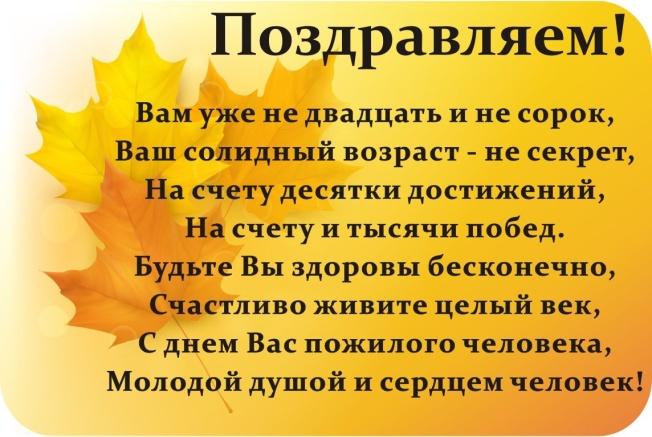 Поздравляем!
Вам уже не двадцать и не сорок,
Ваш солидный возраст - не секрет,
На счету десятки достижений,
На счету и тысячи побед.
Будьте Вы здоровы бесконечно,
Счастливо живите целый век,
С днем Вас пожилого человека,
Молодой душой и сердцем человек!